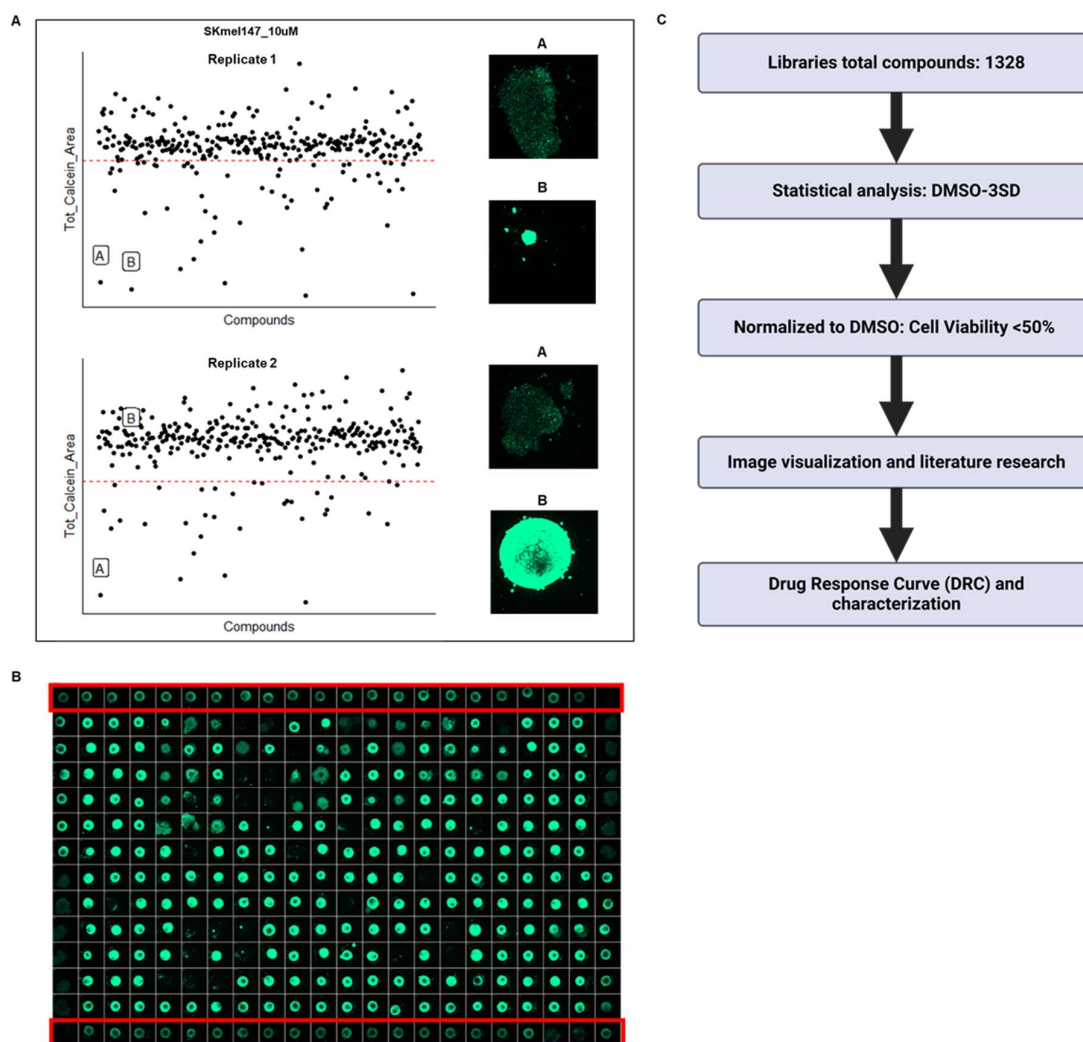 A
SKmel147_10uM
Replicate 1
Tot_Calcein_Area
A
B
Compounds
A
B
Replicate 2
Tot_Calcein_Area
B
A
Compounds
A
B
C
Libraries total compounds: 1328
Statistical analysis: DMSO-3SD
Normalized to DMSO: Cell Viability <50%
Image visualization and literature research
Drug Response Curve (DRC) and
characterization
B